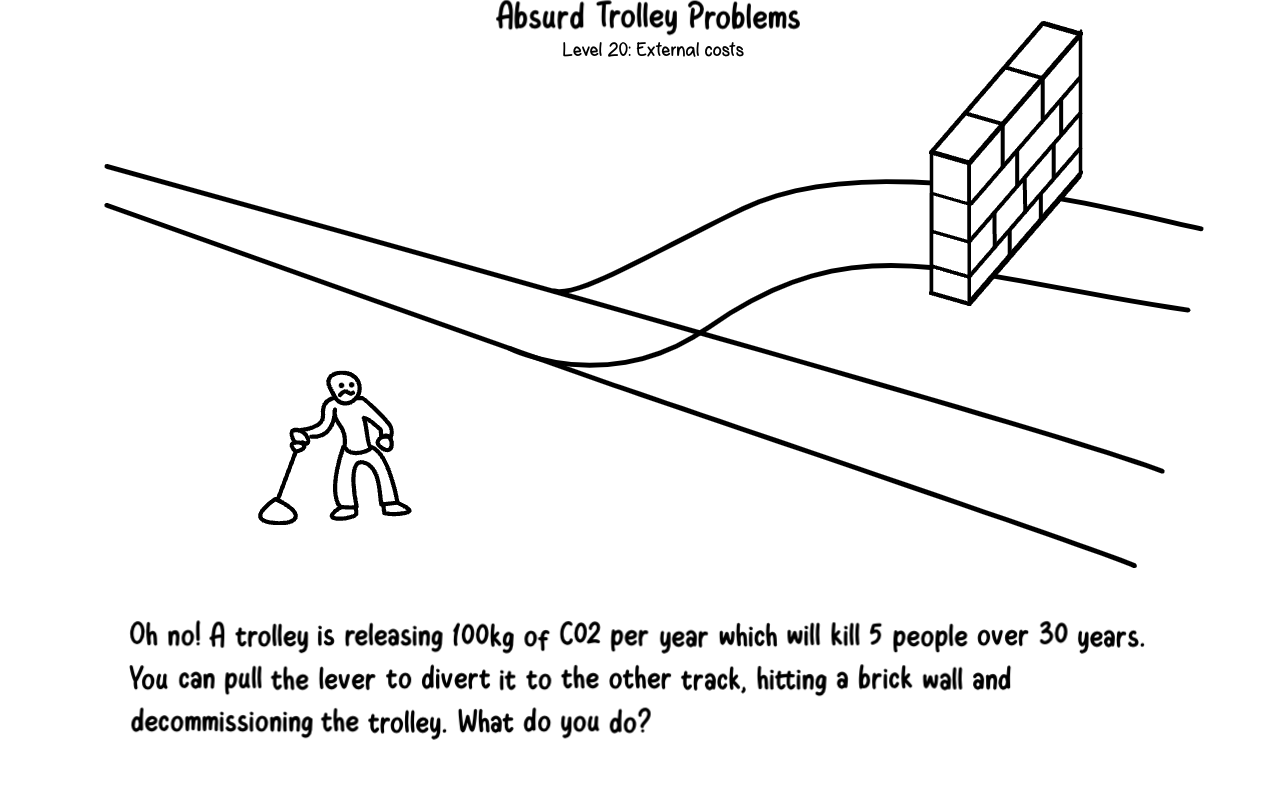 Absurd Trolley Problems
Level 20: External costs
Oh no! A trolley is releasing 100kg of CO2 per year which will kill 5 people over 30 years.
You can pull the lever to divert it to the other track, hitting a brick wall and
decommissioning the trolley. What do you do?